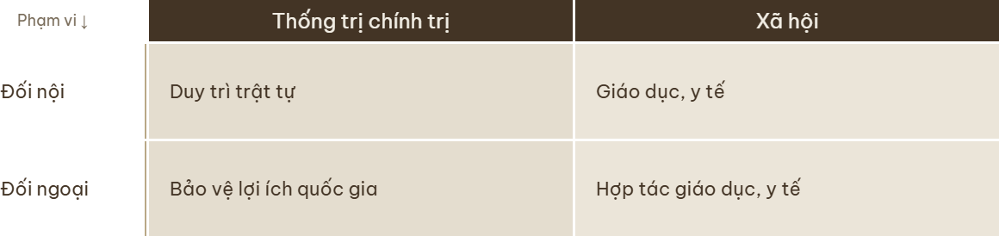 Phạm vi ↓
Thống trị chính trị
Xã hội
Đối nội
Duy trì trật tự
Giáo dục, y tế
Đối ngoại
Bảo vệ lợi ích quốc gia
Hợp tác giáo dục, y tế